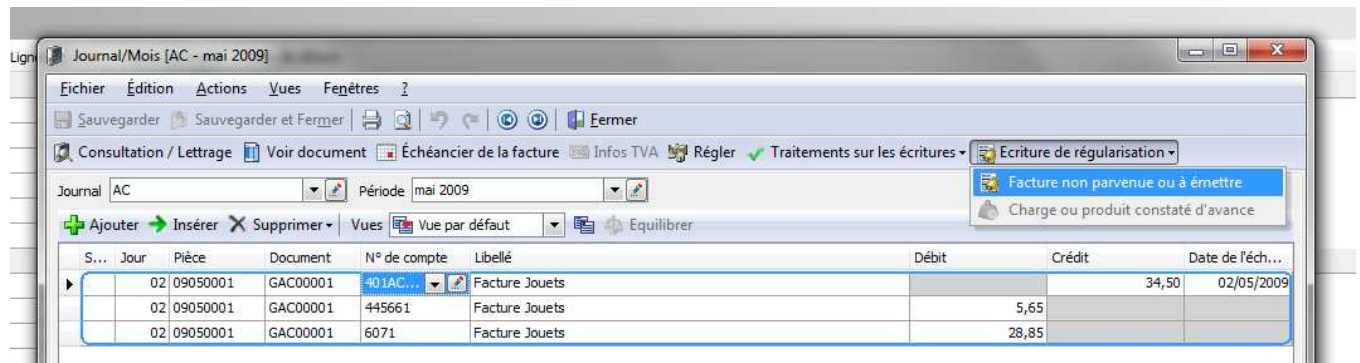 Lign
Journal/Mois [AC - mai 2009]
Fichier Édition Actions Vues Fenêtres ?
Sauvegarder Sauvegarder et Fermer Fermer
Consultation / Lettrage Voir document Échéancier de la facture Infos TVA Régler Traitements sur les écritures Ecriture de régularisation
Facture non parvenue ou à émettre
Journal AC Période mai 2009
Charge ou produit constaté d'avance
Ajouter Insérer Supprimer Vues Vue par défaut Equilibrer
S... Jour Pièce Document N° de compte Libellé Débit Crédit Date de l'éch...
02 09050001 GAC00001 401AC... Facture Jouets 34,50 02/05/2009
02 09050001 GAC00001 445661 Facture Jouets 5,65
02 09050001 GAC00001 6071 Facture Jouets 28,85